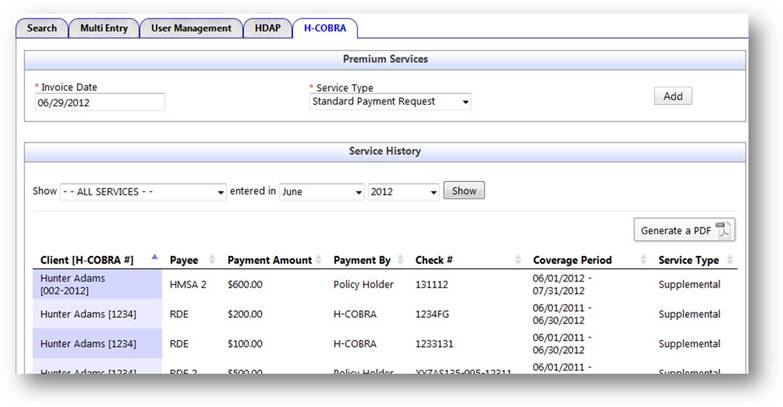 Search Multi Entry User Management HDAP H-COBRA
Premium Services
* Invoice Date * Service Type
06/29/2012 Standard Payment Request Add
Service History
Show - - ALL SERVICES - - entered in June 2012 Show
Generate a PDF
Client [H-COBRA #] Payee Payment Amount Payment By Check # Coverage Period Service Type
Hunter Adams 06/01/2012 -
[002-2012] HMSA 2 $600.00 Policy Holder 131112 07/31/2012 Supplemental
Hunter Adams [1234] RDE $200.00 H-COBRA 1234FG 06/01/2011 - Supplemental
06/30/2012
Hunter Adams [1234] RDE $100.00 H-COBRA 1233131 06/01/2011 - Supplemental
06/30/2012
Hunter Adams [1234] RDE 2 $500.00 Policy Holder 06/01/2011 - Supplemental